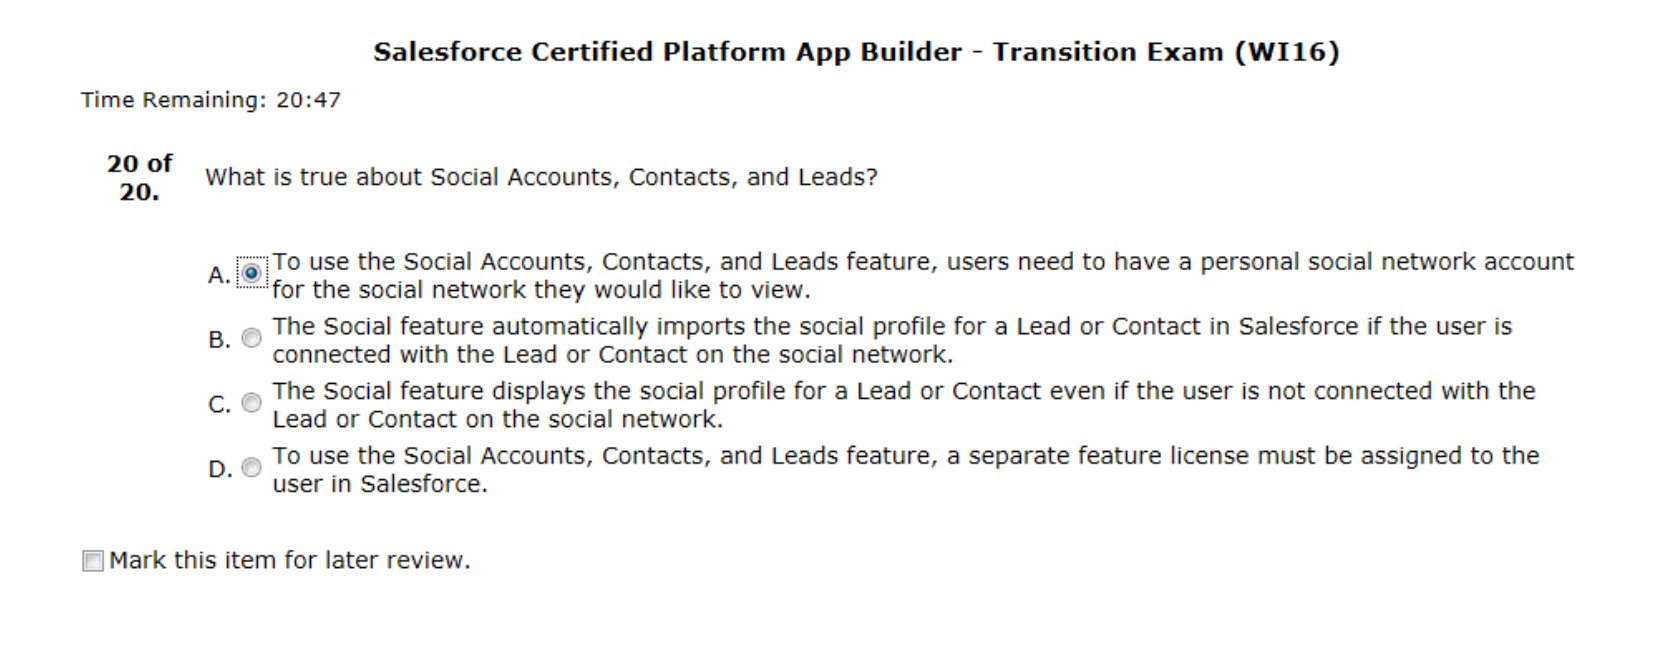 Salesforce Certified Platform App Builder - Transition Exam (WI16)
Time Remaining: 20:47
20 of
20.
What is true about Social Accounts, Contacts, and Leads?
A. To use the Social Accounts, Contacts, and Leads feature, users need to have a personal social network account
for the social network they would like to view.
B. The Social feature automatically imports the social profile for a Lead or Contact in Salesforce if the user is
connected with the Lead or Contact on the social network.
C. The Social feature displays the social profile for a Lead or Contact even if the user is not connected with the
Lead or Contact on the social network.
D. To use the Social Accounts, Contacts, and Leads feature, a separate feature license must be assigned to the
user in Salesforce.
Mark this item for later review.